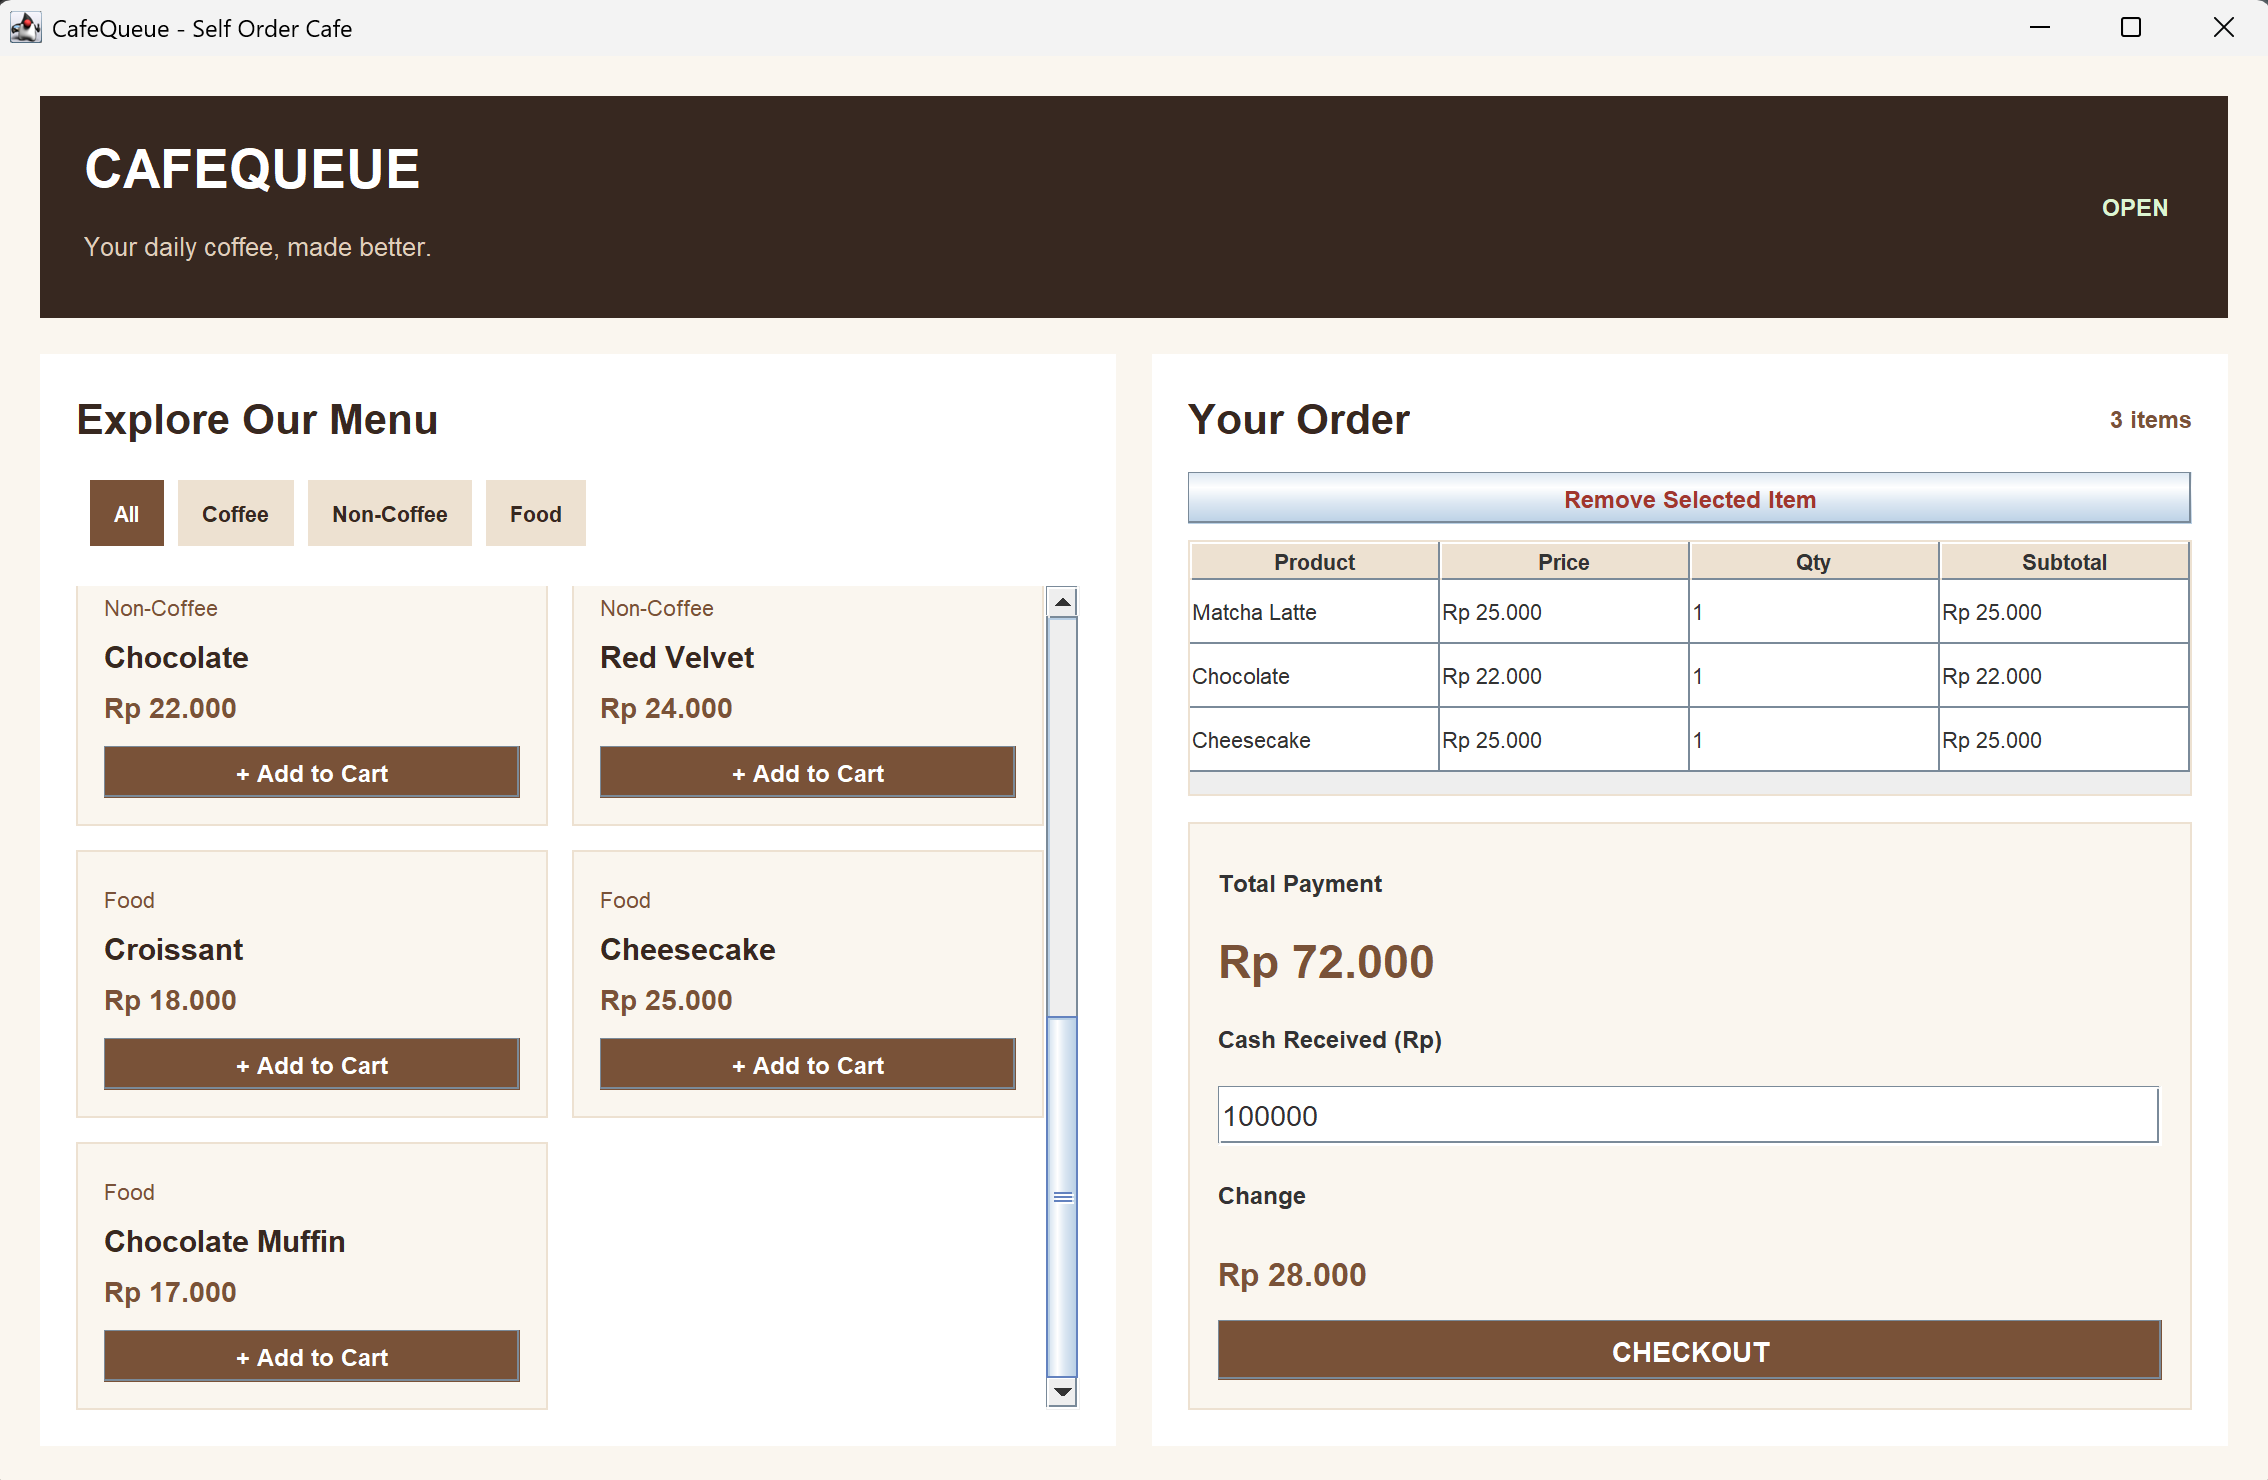 CafeQueue - Self Order Cafe
CAFEQUEUE
Your daily coffee, made better.
OPEN
Explore Our Menu
All Coffee Non-Coffee Food
Non-Coffee
Chocolate
Rp 22.000
+ Add to Cart
Non-Coffee
Red Velvet
Rp 24.000
+ Add to Cart
Food
Croissant
Rp 18.000
+ Add to Cart
Food
Cheesecake
Rp 25.000
+ Add to Cart
Food
Chocolate Muffin
Rp 17.000
+ Add to Cart
Your Order
3 items
Remove Selected Item
Product Price Qty Subtotal
Matcha Latte Rp 25.000 1 Rp 25.000
Chocolate Rp 22.000 1 Rp 22.000
Cheesecake Rp 25.000 1 Rp 25.000
Total Payment
Rp 72.000
Cash Received (Rp)
100000
Change
Rp 28.000
CHECKOUT